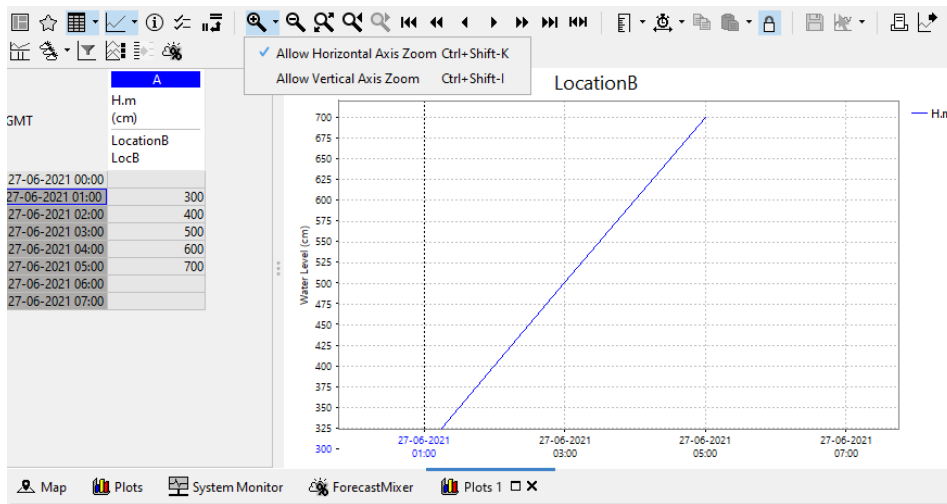 Allow Horizontal Axis Zoom Ctrl+Shift-K
Allow Vertical Axis Zoom Ctrl+Shift-I
A
GMT
H.m
(cm)
LocationB
LocB
27-06-2021 00:00
27-06-2021 01:00 300
27-06-2021 02:00 400
27-06-2021 03:00 500
27-06-2021 04:00 600
27-06-2021 05:00 700
27-06-2021 06:00
27-06-2021 07:00
LocationB
H.m
Water Level (cm)
700
675
650
625
600
575
550
525
500
475
450
425
400
375
350
325
300
27-06-2021
01:00
27-06-2021
03:00
27-06-2021
05:00
27-06-2021
07:00
Map Plots System Monitor ForecastMixer Plots 1